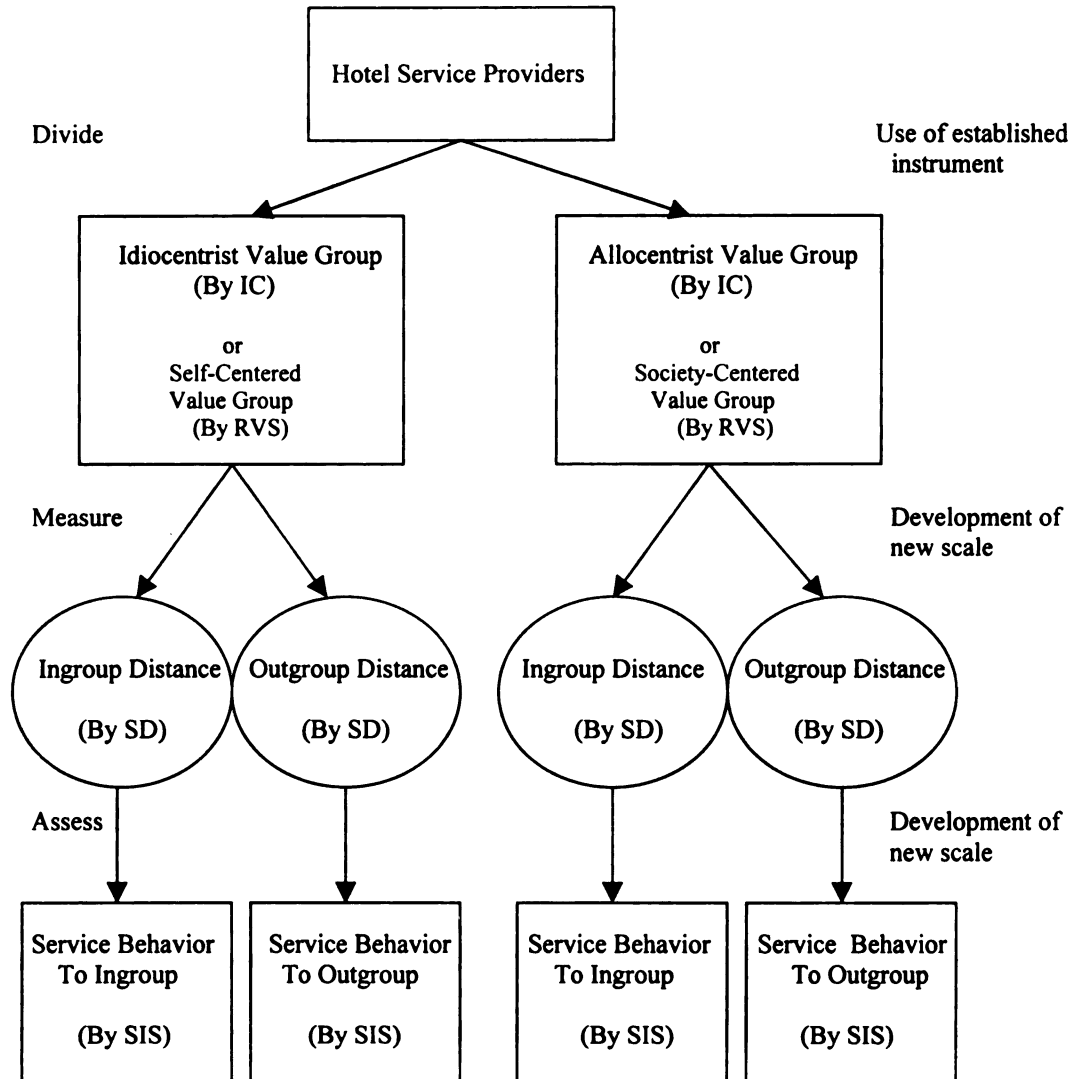 Hotel Service Providers
Divide
Use of established
instrument
Idiocentrist Value Group
(By IC)
or
Self-Centered
Value Group
(By RVS)
Allocentrist Value Group
(By IC)
or
Society-Centered
Value Group
(By RVS)
Measure
Development of
new scale
Ingroup Distance
(By SD)
Outgroup Distance
(By SD)
Ingroup Distance
(By SD)
Outgroup Distance
(By SD)
Assess
Development of
new scale
Service Behavior
To Ingroup
(By SIS)
Service Behavior
To Outgroup
(By SIS)
Service Behavior
To Ingroup
(By SIS)
Service Behavior
To Outgroup
(By SIS)